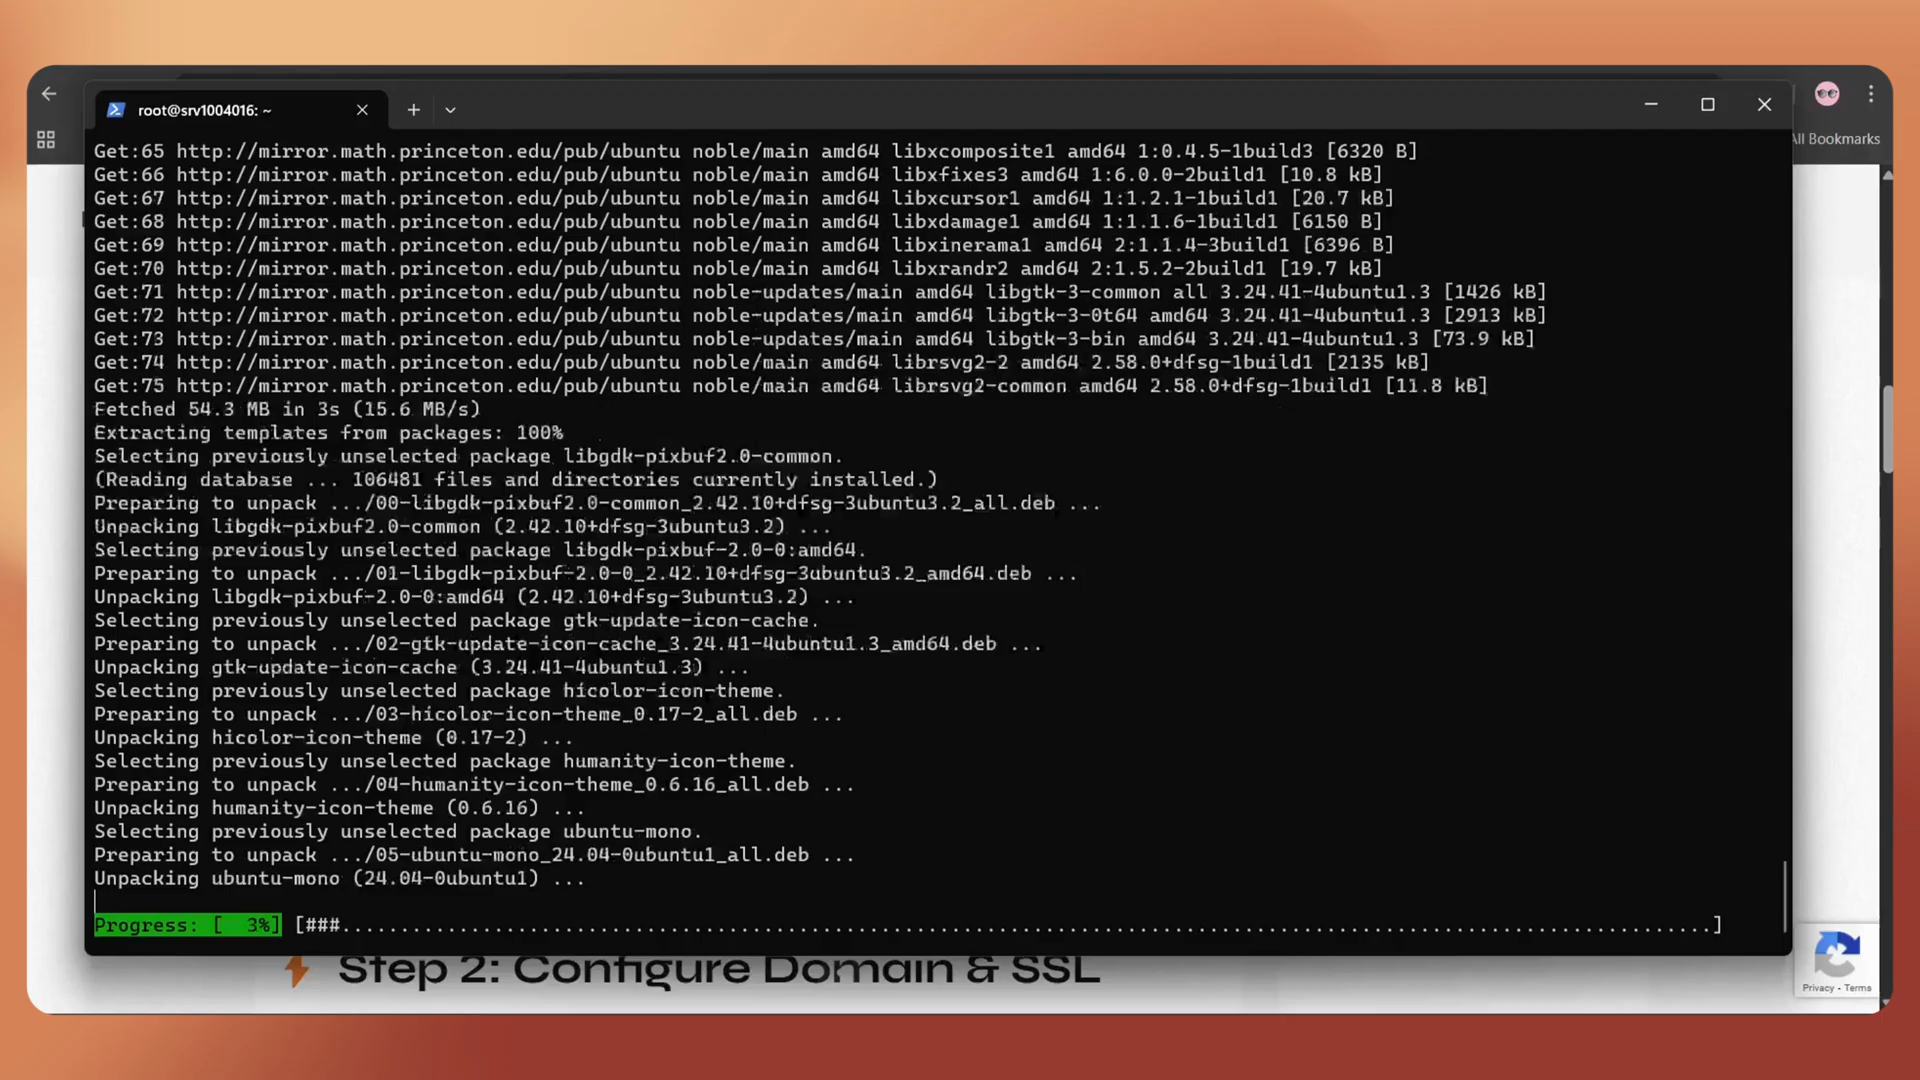 root@srv1004016: ~
All Bookmarks
Get:65 http://mirror.math.princeton.edu/pub/ubuntu noble/main amd64 libxcomposite1 amd64 1:0.4.5-1build3 [6320 B]
Get:66 http://mirror.math.princeton.edu/pub/ubuntu noble/main amd64 libxfixes3 amd64 1:6.0.0-2build1 [10.8 kB]
Get:67 http://mirror.math.princeton.edu/pub/ubuntu noble/main amd64 libxcursor1 amd64 1:1.2.1-1build1 [20.7 kB]
Get:68 http://mirror.math.princeton.edu/pub/ubuntu noble/main amd64 libxdamage1 amd64 1:1.1.6-1build1 [6150 B]
Get:69 http://mirror.math.princeton.edu/pub/ubuntu noble/main amd64 libxinerama1 amd64 2:1.1.4-3build1 [6396 B]
Get:70 http://mirror.math.princeton.edu/pub/ubuntu noble/main amd64 libxrandr2 amd64 2:1.5.2-2build1 [19.7 kB]
Get:71 http://mirror.math.princeton.edu/pub/ubuntu noble-updates/main amd64 libgtk-3-common all 3.24.41-4ubuntu1.3 [1426 kB]
Get:72 http://mirror.math.princeton.edu/pub/ubuntu noble-updates/main amd64 libgtk-3-0t64 amd64 3.24.41-4ubuntu1.3 [2913 kB]
Get:73 http://mirror.math.princeton.edu/pub/ubuntu noble-updates/main amd64 libgtk-3-bin amd64 3.24.41-4ubuntu1.3 [73.9 kB]
Get:74 http://mirror.math.princeton.edu/pub/ubuntu noble/main amd64 librsvg2-2 amd64 2.58.0+dfsg-1build1 [2135 kB]
Get:75 http://mirror.math.princeton.edu/pub/ubuntu noble/main amd64 librsvg2-common amd64 2.58.0+dfsg-1build1 [11.8 kB]
Fetched 54.3 MB in 3s (15.6 MB/s)
Extracting templates from packages: 100%
Selecting previously unselected package libgdk-pixbuf2.0-common.
(Reading database ... 106481 files and directories currently installed.)
Preparing to unpack .../00-libgdk-pixbuf2.0-common_2.42.10+dfsg-3ubuntu3.2_all.deb ...
Unpacking libgdk-pixbuf2.0-common (2.42.10+dfsg-3ubuntu3.2) ...
Selecting previously unselected package libgdk-pixbuf-2.0-0:amd64.
Preparing to unpack .../01-libgdk-pixbuf-2.0-0_2.42.10+dfsg-3ubuntu3.2_amd64.deb ...
Unpacking libgdk-pixbuf-2.0-0:amd64 (2.42.10+dfsg-3ubuntu3.2) ...
Selecting previously unselected package gtk-update-icon-cache.
Preparing to unpack .../02-gtk-update-icon-cache_3.24.41-4ubuntu1.3_amd64.deb ...
Unpacking gtk-update-icon-cache (3.24.41-4ubuntu1.3) ...
Selecting previously unselected package hicolor-icon-theme.
Preparing to unpack .../03-hicolor-icon-theme_0.17-2_all.deb ...
Unpacking hicolor-icon-theme (0.17-2) ...
Selecting previously unselected package humanity-icon-theme.
Preparing to unpack .../04-humanity-icon-theme_0.6.16_all.deb ...
Unpacking humanity-icon-theme (0.6.16) ...
Selecting previously unselected package ubuntu-mono.
Preparing to unpack .../05-ubuntu-mono_24.04-0ubuntu1_all.deb ...
Unpacking ubuntu-mono (24.04-0ubuntu1) ...
Progress: [  3%] [###.....................................................................................................................]
Step 2: Configure Domain & SSL
Privacy - Terms